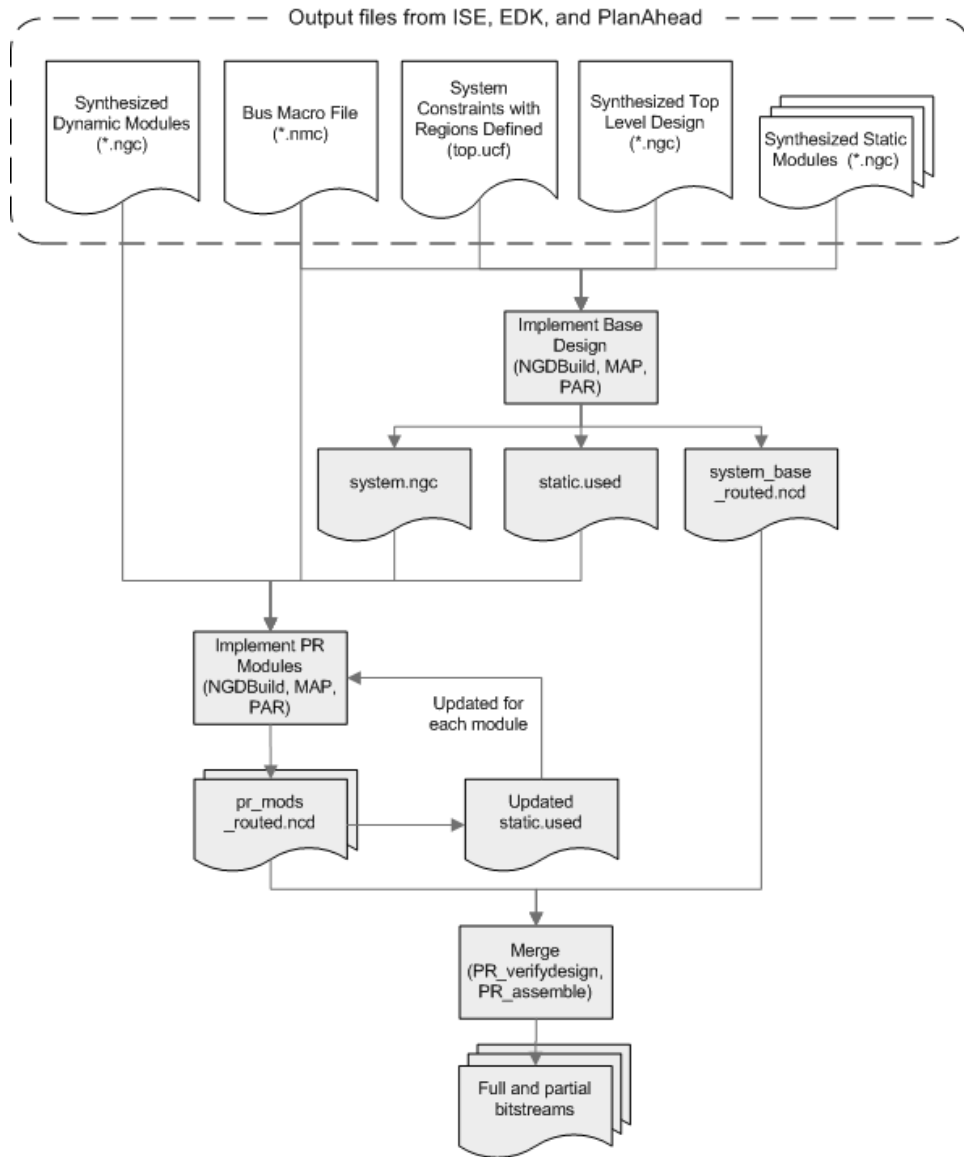 Output files from ISE, EDK, and PlanAhead
Synthesized
Dynamic Modules
(*.ngc)
Bus Macro File
(*.nmc)
System
Constraints with
Regions Defined
(top.ucf)
Synthesized Top
Level Design
(*.ngc)
Synthesized Static
Modules (*.ngc)
Implement Base
Design
(NGDBuild, MAP,
PAR)
system.ngc
static.used
system_base
_routed.ncd
Implement PR
Modules
(NGDBuild, MAP,
PAR)
Updated for
each module
pr_mods
_routed.ncd
Updated
static.used
Merge
(PR_verifydesign,
PR_assemble)
Full and partial
bitstreams